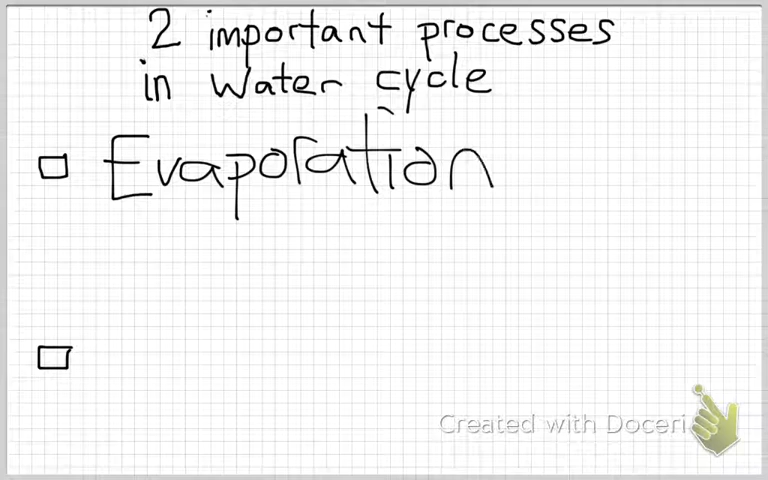 2 important processes
in water cycle
Evaporation
Created with Doceri